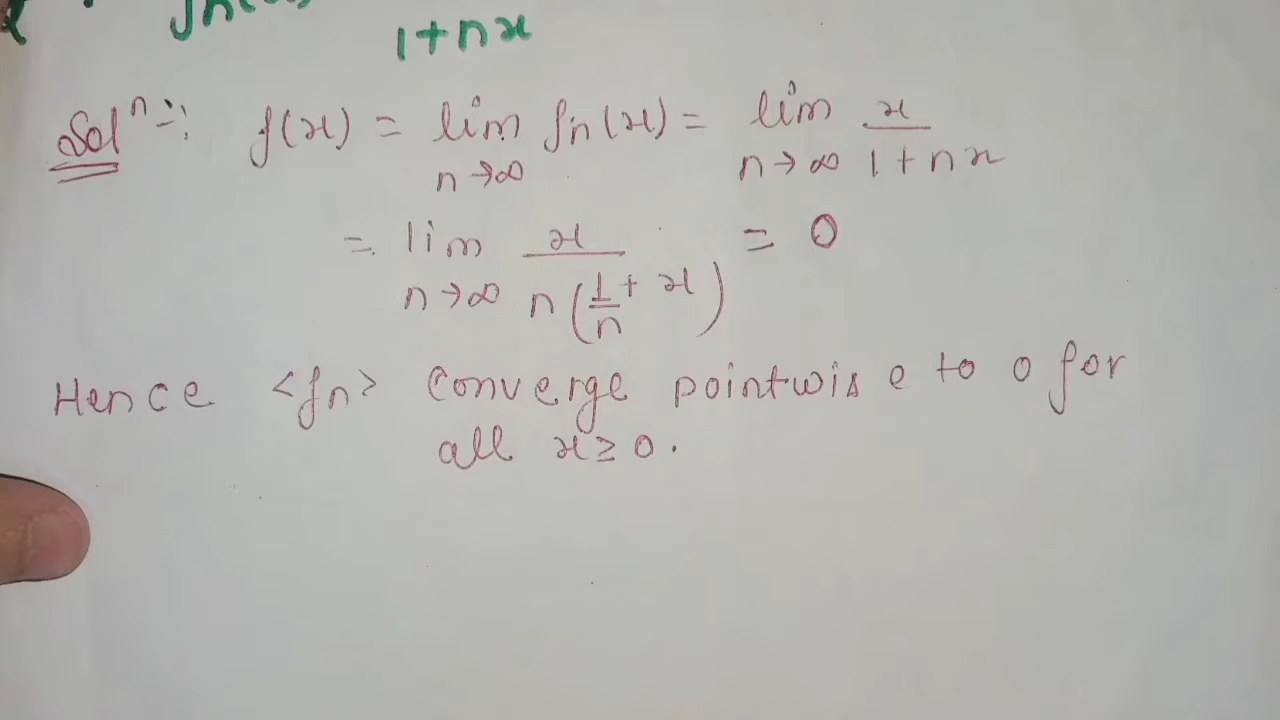 1+nx
Solⁿ:- f(x) = lim fn(x) = lim x
n→∞ n→∞ 1+nx
= lim x = 0
n→∞ n(1/n + x)
Hence <fn> converge pointwise to 0 for
all x≥0.